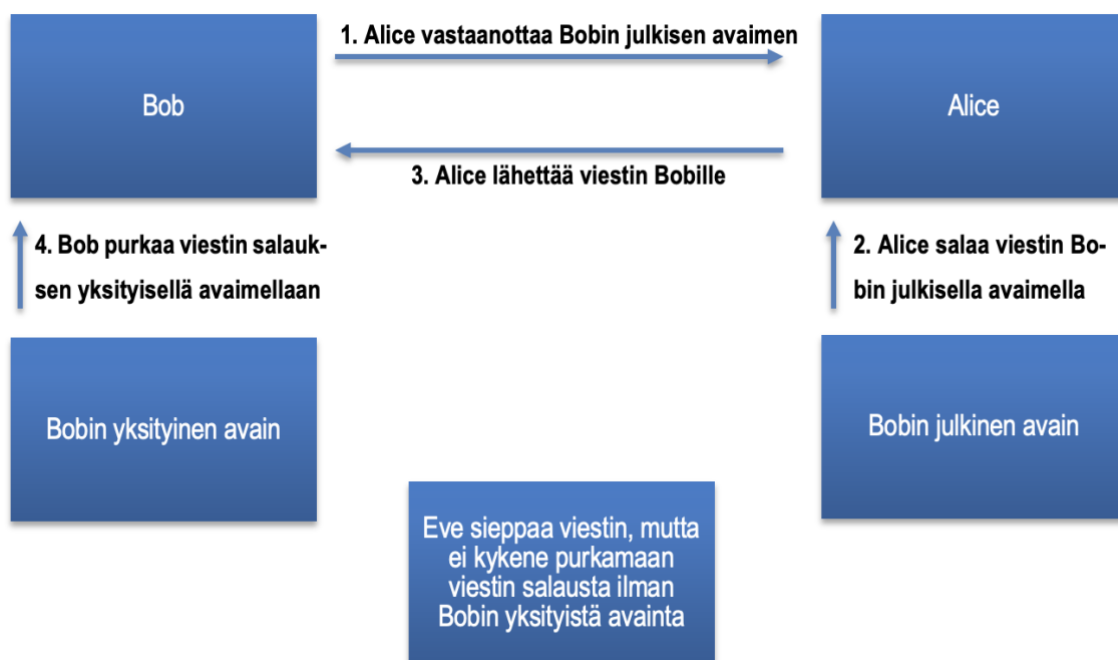 1. Alice vastaanottaa Bobin julkisen avaimen
Bob
Alice
3. Alice lähettää viestin Bobille
4. Bob purkaa viestin salauk-
sen yksityisellä avaimellaan
2. Alice salaa viestin Bo-
bin julkisella avaimella
Bobin yksityinen avain
Bobin julkinen avain
Eve sieppaa viestin, mutta
ei kykene purkamaan
viestin salausta ilman
Bobin yksityistä avainta